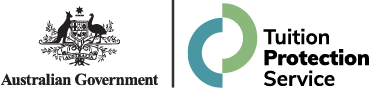 Australian Government
Tuition
Protection
Service